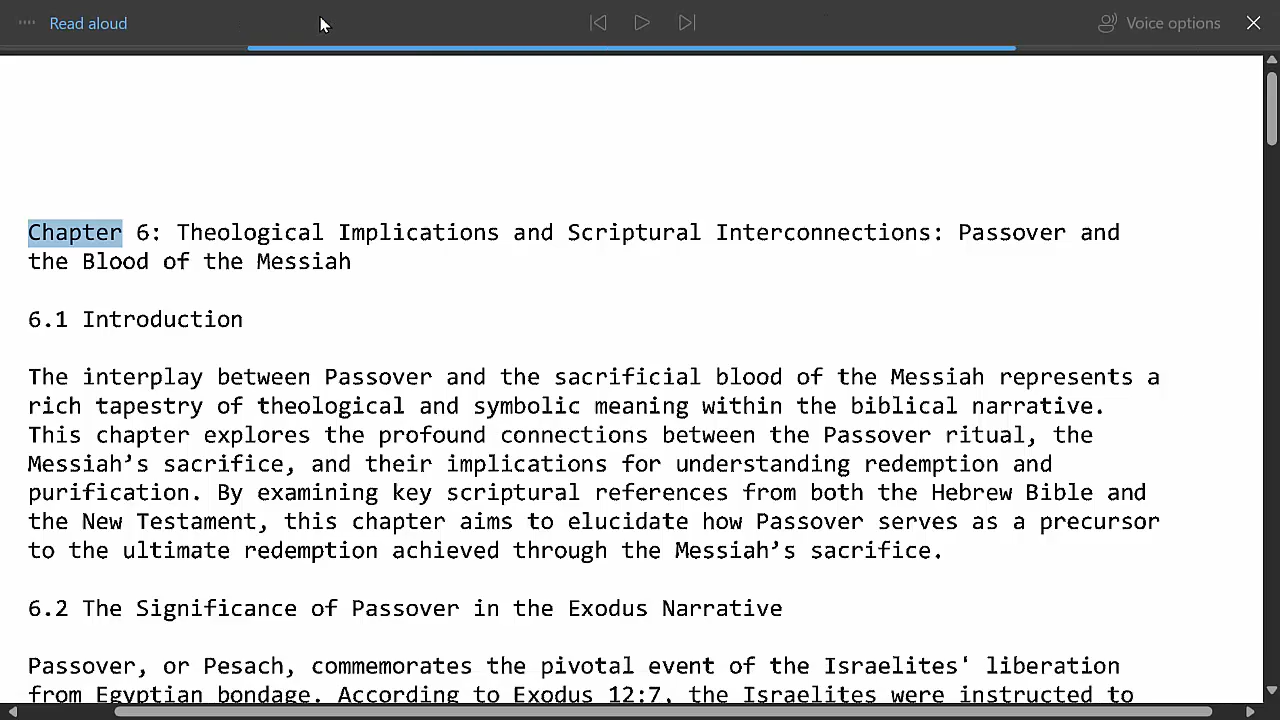 Read aloud
Voice options
Chapter 6: Theological Implications and Scriptural Interconnections: Passover and
the Blood of the Messiah
6.1 Introduction
The interplay between Passover and the sacrificial blood of the Messiah represents a
rich tapestry of theological and symbolic meaning within the biblical narrative.
This chapter explores the profound connections between the Passover ritual, the
Messiah’s sacrifice, and their implications for understanding redemption and
purification. By examining key scriptural references from both the Hebrew Bible and
the New Testament, this chapter aims to elucidate how Passover serves as a precursor
to the ultimate redemption achieved through the Messiah’s sacrifice.
6.2 The Significance of Passover in the Exodus Narrative
Passover, or Pesach, commemorates the pivotal event of the Israelites' liberation
from Egyptian bondage. According to Exodus 12:7, the Israelites were instructed to